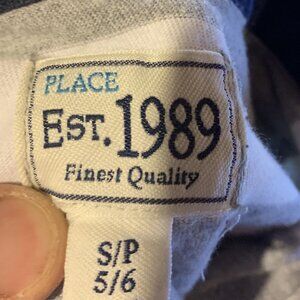 PLACE
EST. 1989
Finest Quality
S/P
5/6